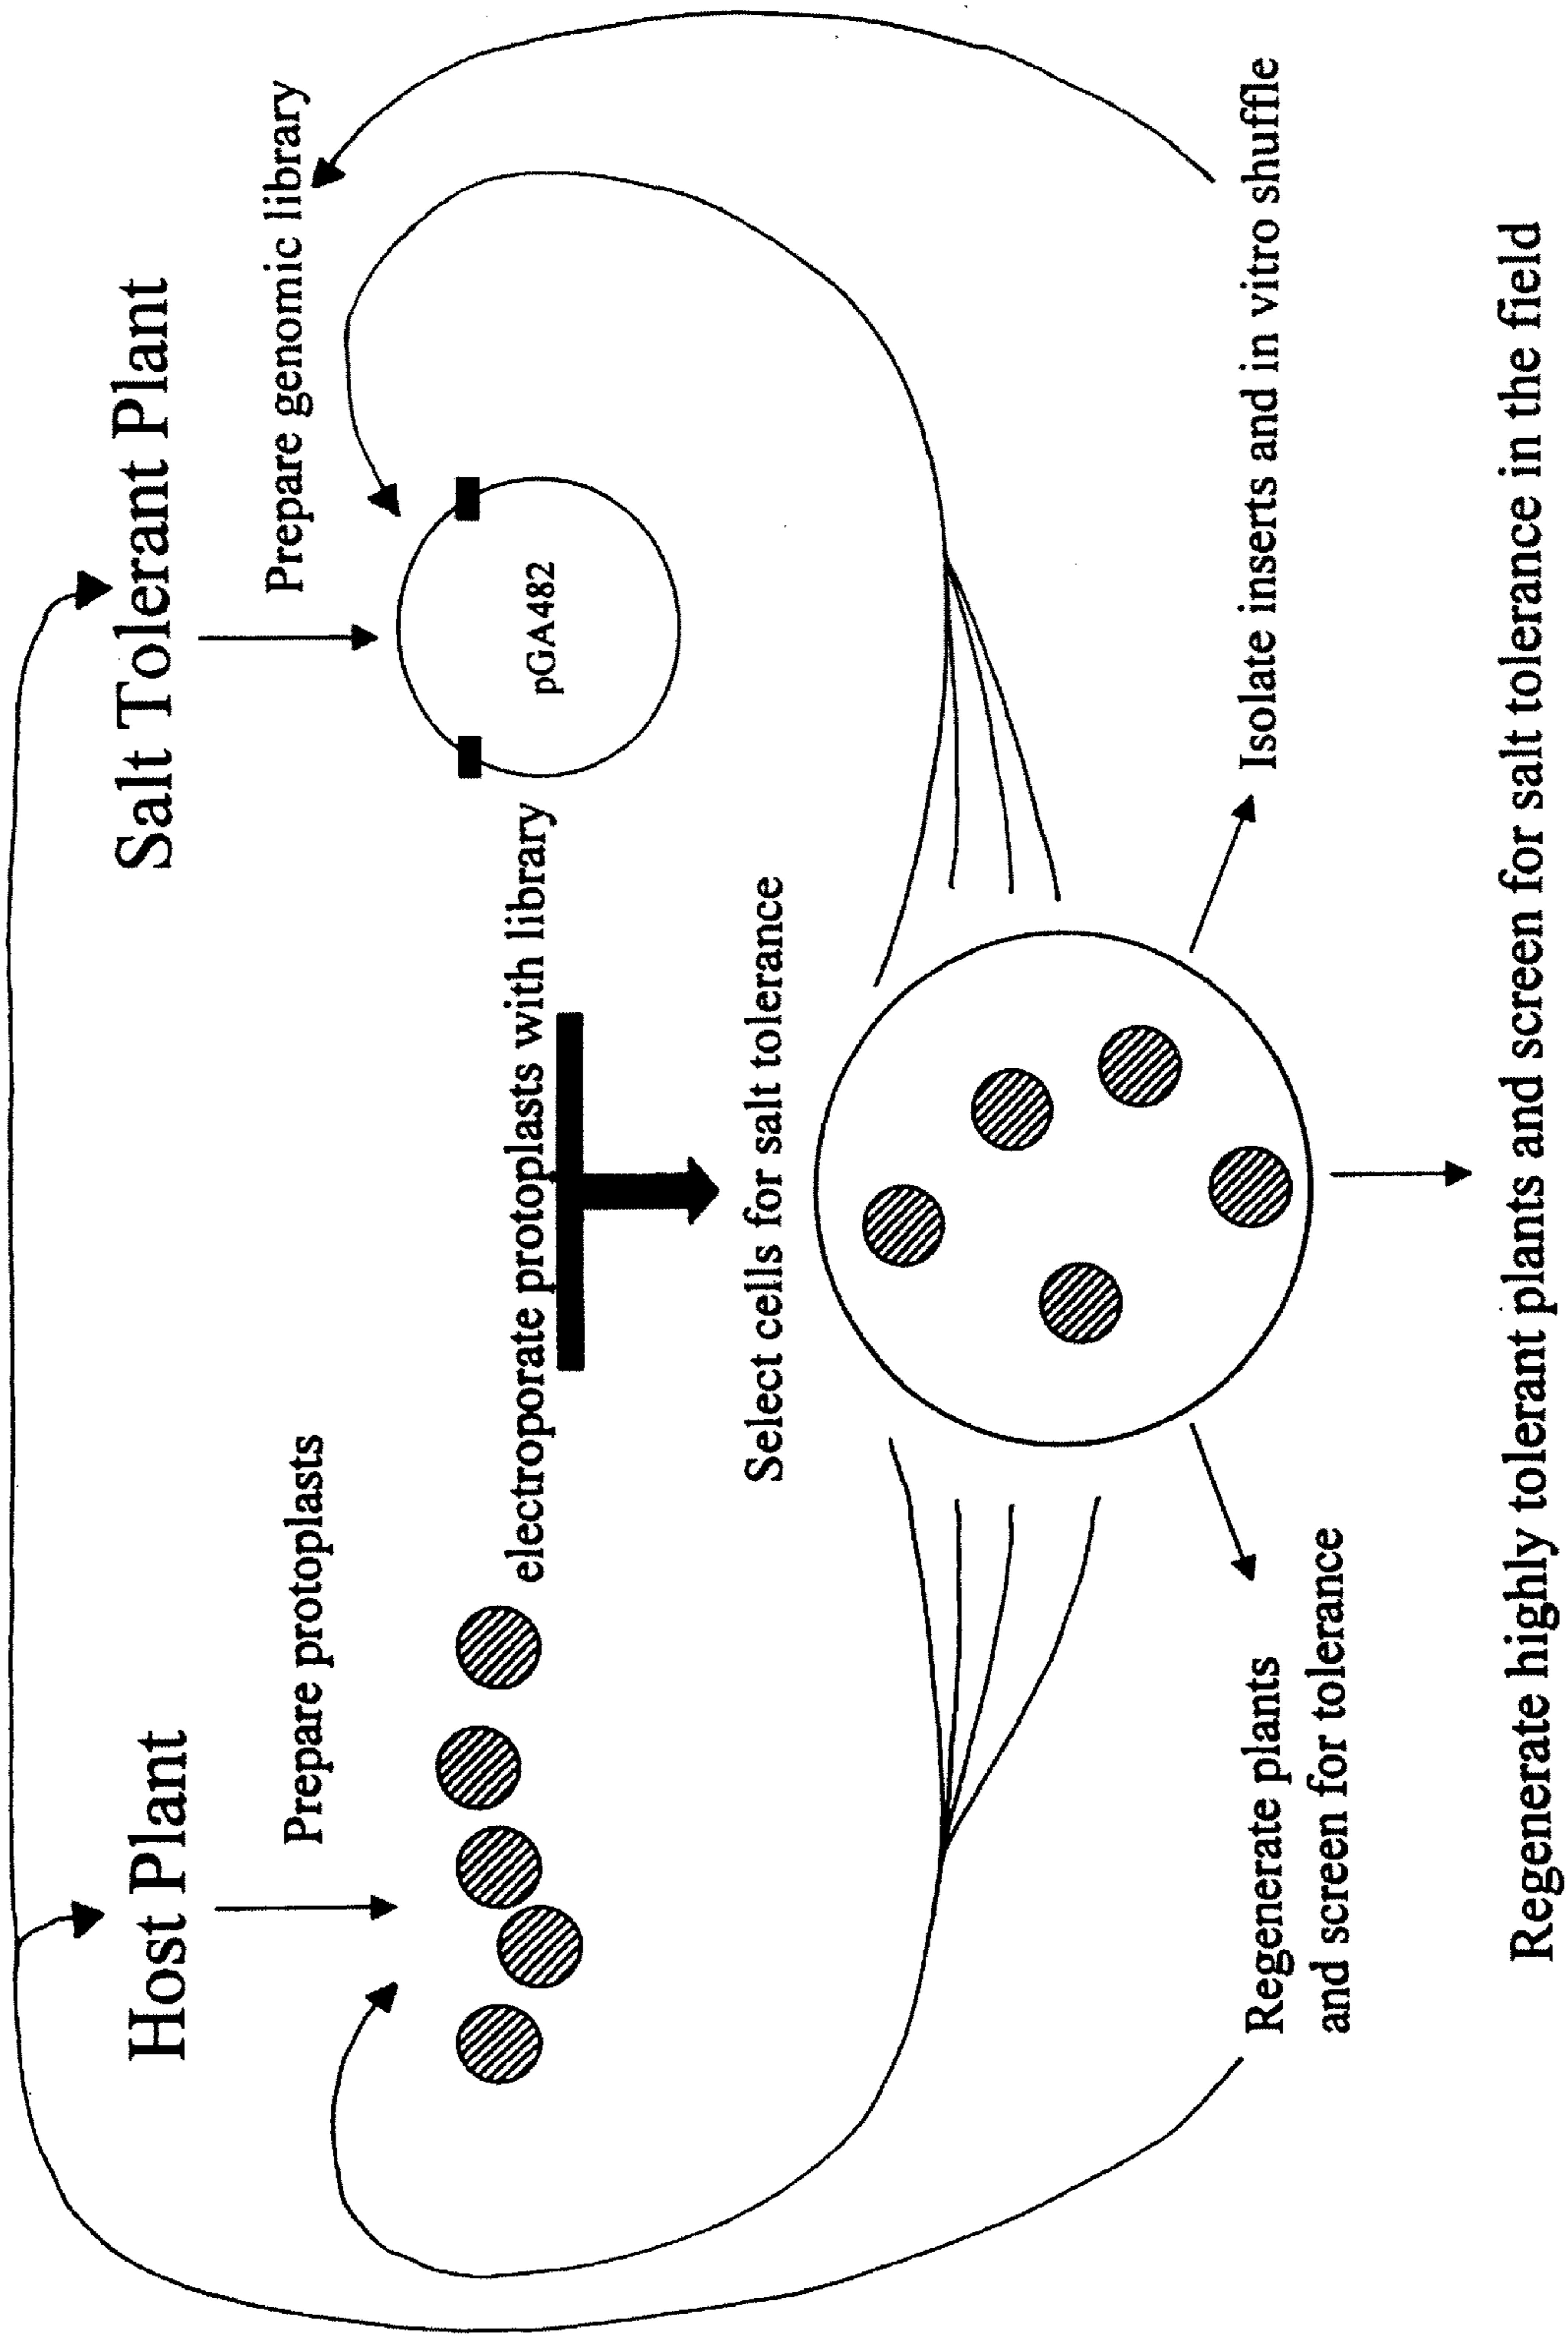 Host Plant
Salt Tolerant Plant
Prepare protoplasts
Prepare genomic library
electroporate protoplasts with library
pGA482
Select cells for salt tolerance
Regenerate plants
and screen for tolerance
Isolate inserts and in vitro shuffle
Regenerate highly tolerant plants and screen for salt tolerance in the field